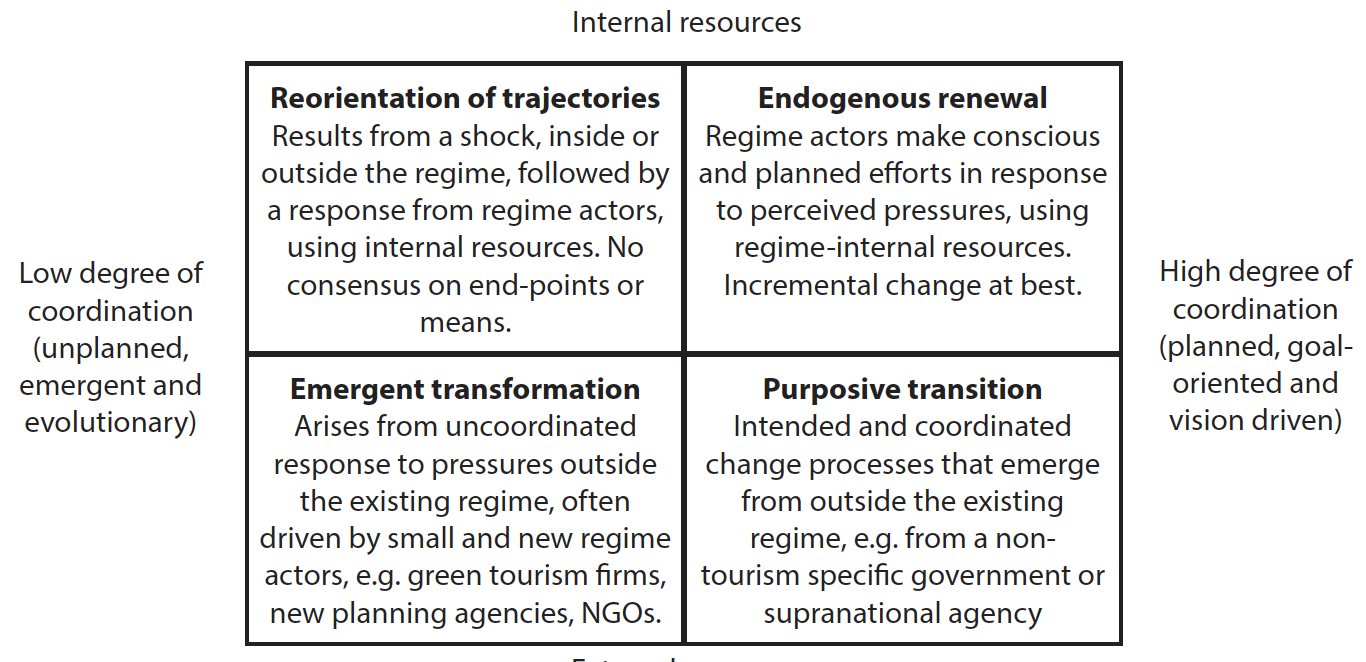 Internal resources
Reorientation of trajectories
Results from a shock, inside or
outside the regime, followed by
a response from regime actors,
using internal resources. No
consensus on end-points or
means.
Endogenous renewal
Regime actors make conscious
and planned efforts in response
to perceived pressures, using
regime-internal resources.
Incremental change at best.
Low degree of
coordination
(unplanned,
emergent and
evolutionary)
High degree of
coordination
(planned, goal-
oriented and
vision driven)
Emergent transformation
Arises from uncoordinated
response to pressures outside
the existing regime, often
driven by small and new regime
actors, e.g. green tourism firms,
new planning agencies, NGOs.
Purposive transition
Intended and coordinated
change processes that emerge
from outside the existing
regime, e.g. from a non-
tourism specific government or
supranational agency